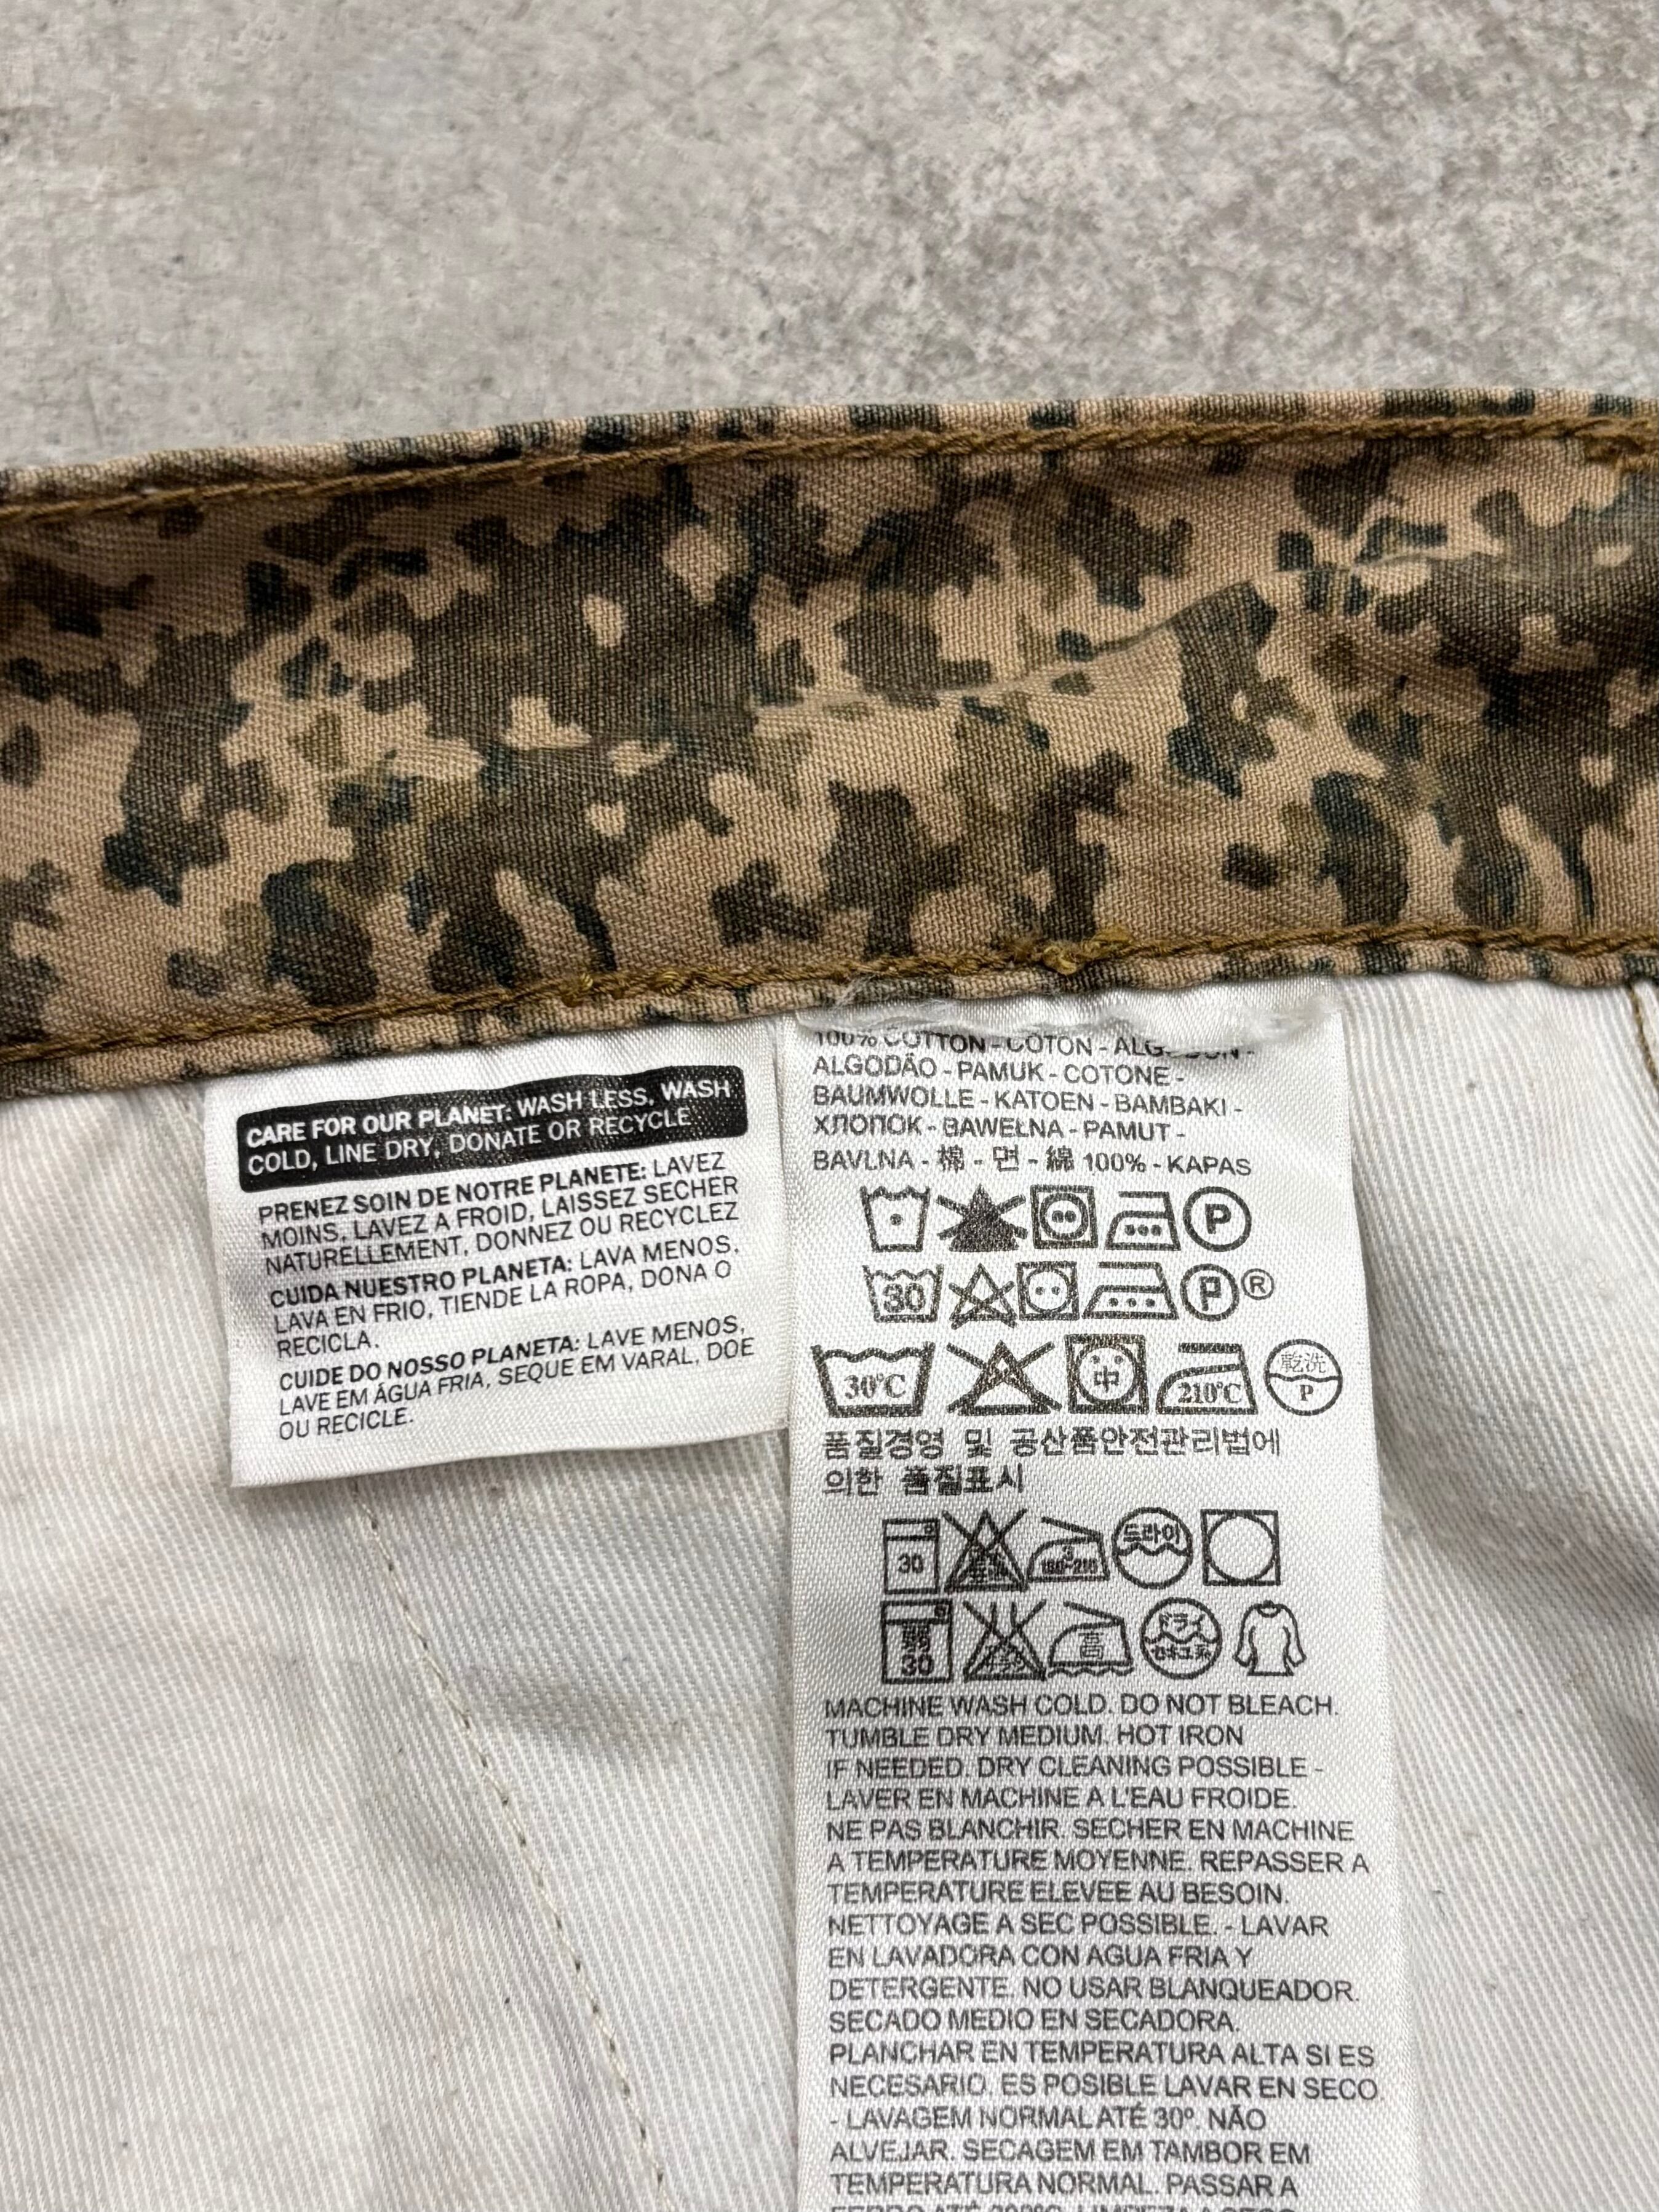 CARE FOR OUR PLANET: WASH LESS, WASH
COLD, LINE DRY, DONATE OR RECYCLE
PRENEZ SOIN DE NOTRE PLANETE: LAVEZ
MOINS, LAVEZ A FROID, LAISSEZ SECHER
NATURELLEMENT, DONNEZ OU RECYCLEZ
CUIDA NUESTRO PLANETA: LAVA MENOS,
LAVA EN FRIO, TIENDE LA ROPA, DONA O
RECICLA.
CUIDE DO NOSSO PLANETA: LAVE MENOS,
LAVE EM ÁGUA FRIA, SEQUE EM VARAL, DOE
OU RECICLE.
100% COTTON - COTON -
ALGODÃO - PAMUK - COTONE -
BAUMWOLLE - KATOEN - BAMBAKI -
ХЛОПОК - BAWEŁNA - PAMUT -
BAVLNA - 棉 - 면 - 綿 100% - KAPAS
P
30 P ®
30°C 中 210°C 乾洗 P
품질경영 및 공산품안전관리법에
의한 품질표시
30 3 180~210 드라이
30 高 ドライ
MACHINE WASH COLD. DO NOT BLEACH.
TUMBLE DRY MEDIUM. HOT IRON
IF NEEDED. DRY CLEANING POSSIBLE -
LAVER EN MACHINE A L'EAU FROIDE.
NE PAS BLANCHIR. SECHER EN MACHINE
A TEMPERATURE MOYENNE. REPASSER A
TEMPERATURE ELEVEE AU BESOIN.
NETTOYAGE A SEC POSSIBLE. - LAVAR
EN LAVADORA CON AGUA FRIA Y
DETERGENTE. NO USAR BLANQUEADOR.
SECADO MEDIO EN SECADORA.
PLANCHAR EN TEMPERATURA ALTA SI ES
NECESARIO. ES POSIBLE LAVAR EN SECO
- LAVAGEM NORMAL ATÉ 30º. NÃO
ALVEJAR. SECAGEM EM TAMBOR EM
TEMPERATURA NORMAL. PASSAR A